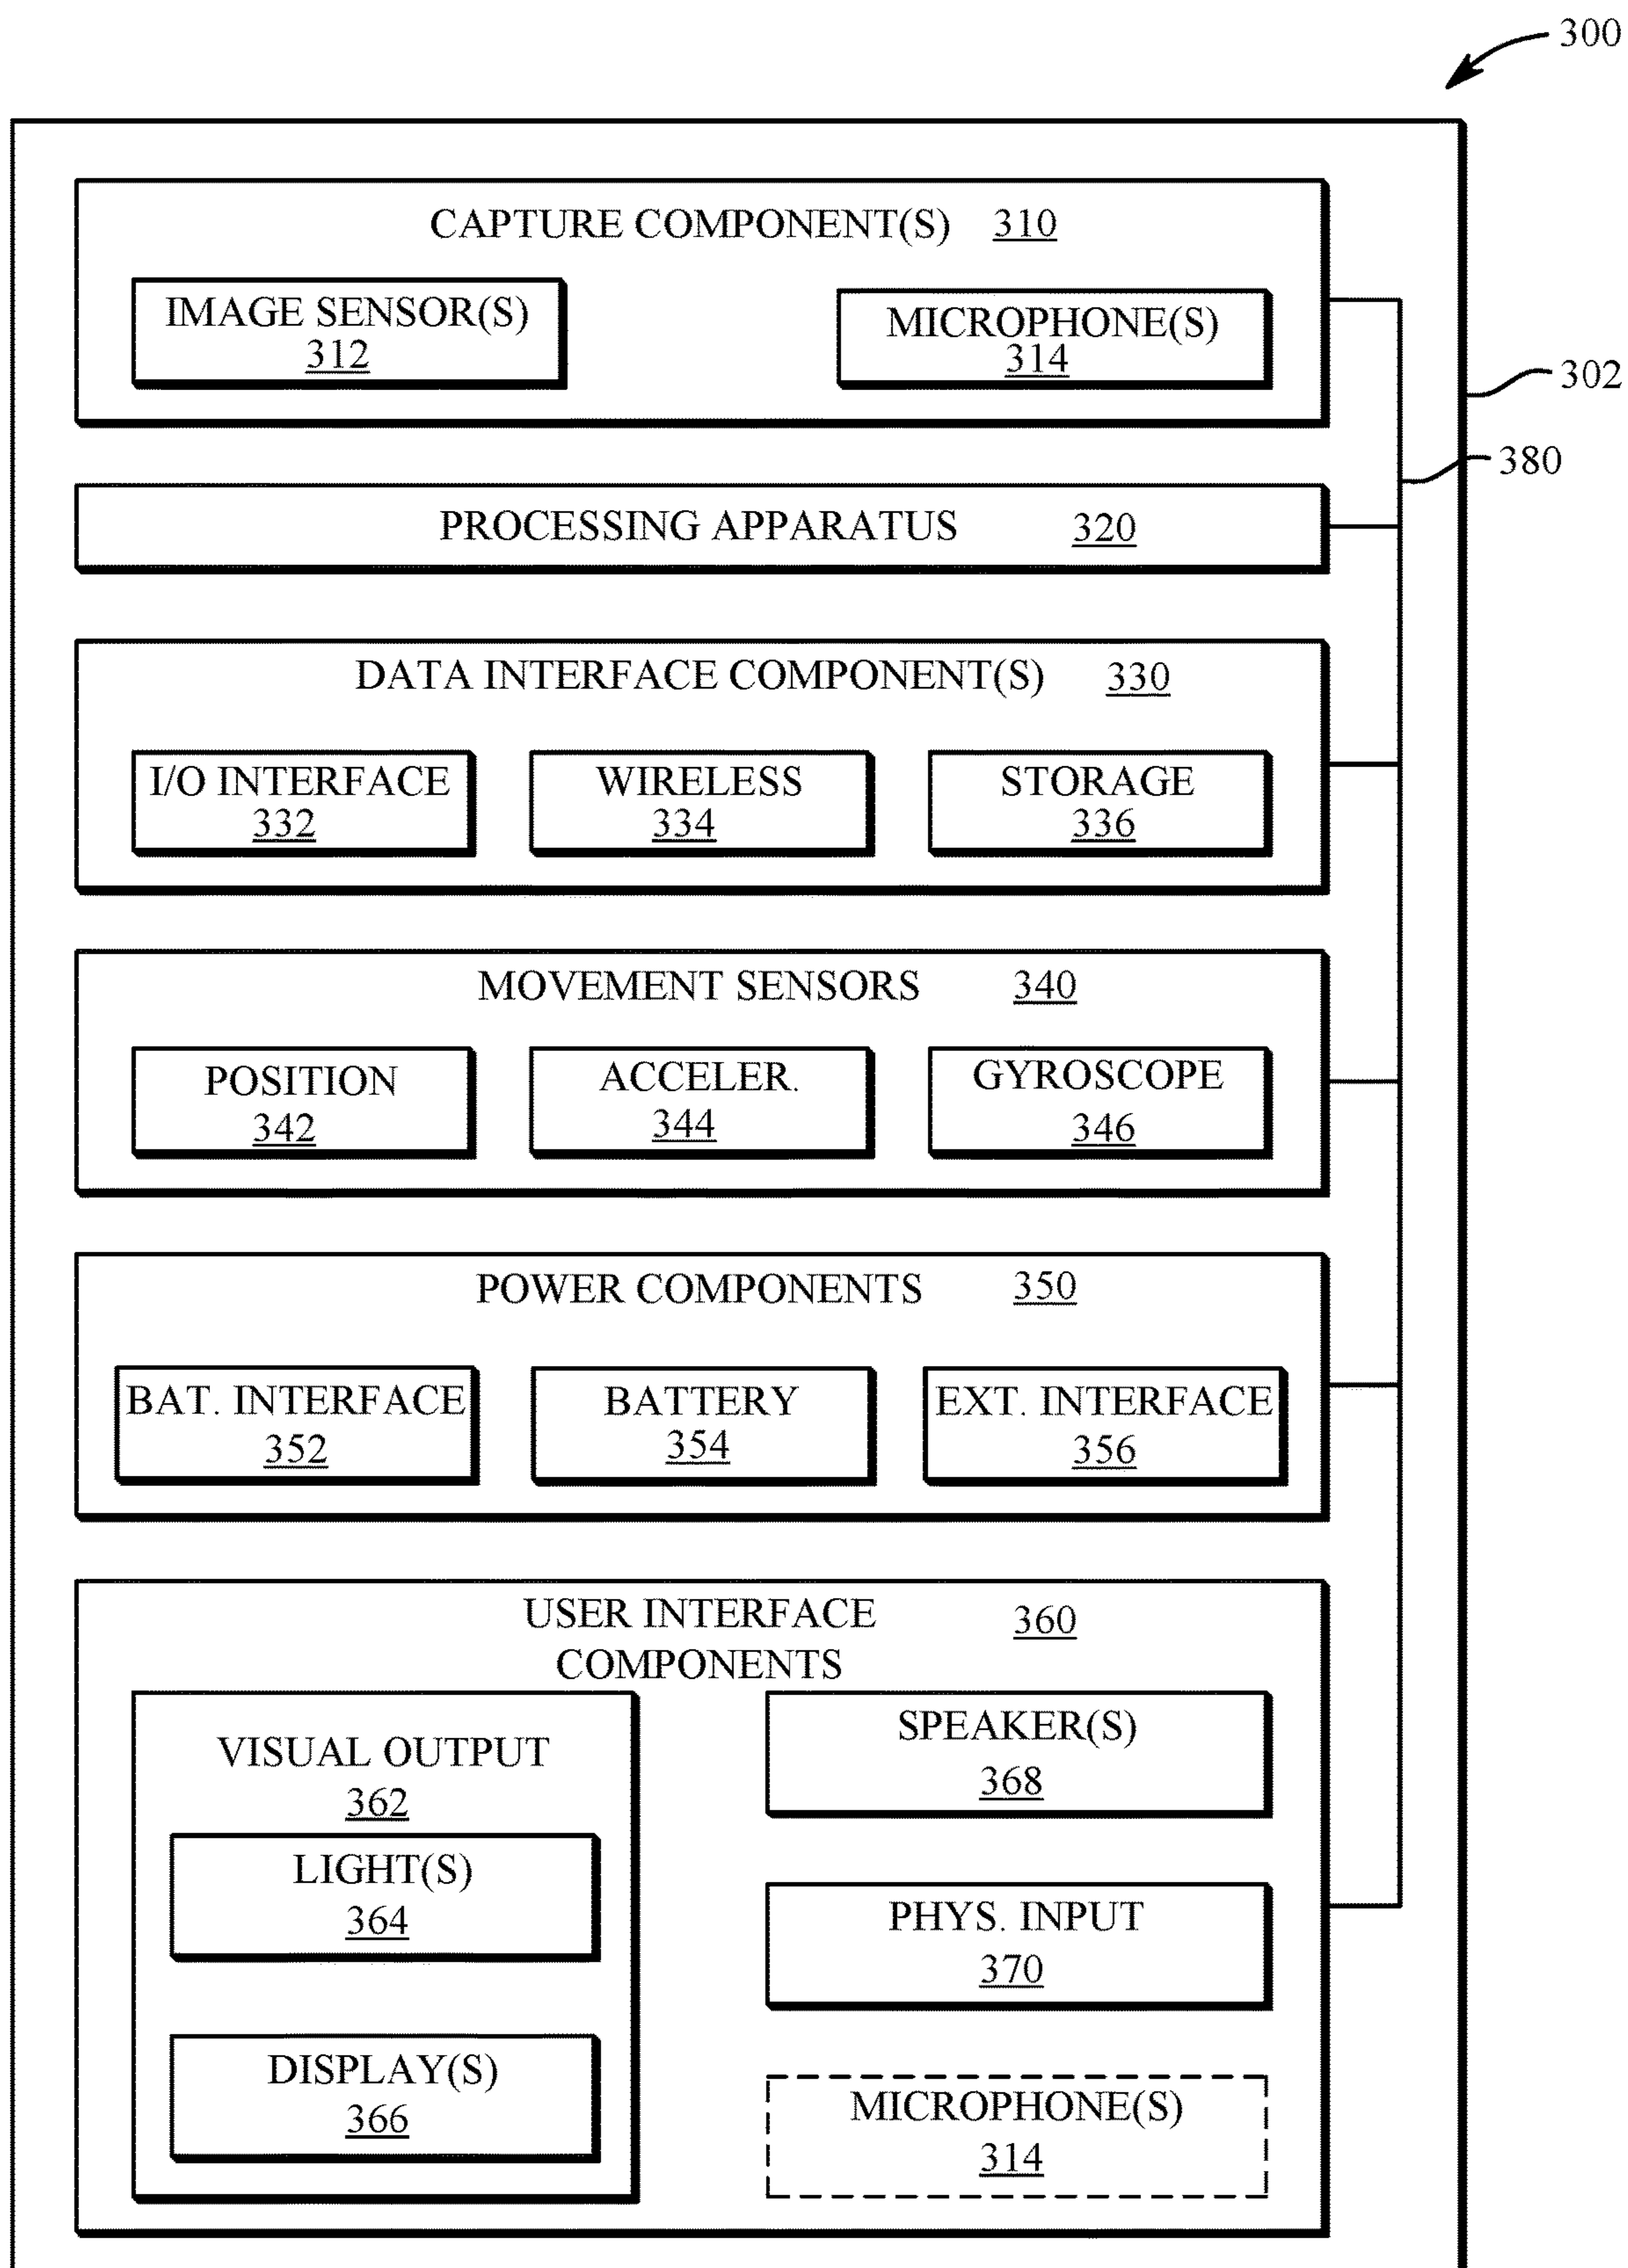 300
CAPTURE COMPONENT(S) 310
IMAGE SENSOR(S)
312
MICROPHONE(S)
314
302
380
PROCESSING APPARATUS 320
DATA INTERFACE COMPONENT(S) 330
I/O INTERFACE
332
WIRELESS
334
STORAGE
336
MOVEMENT SENSORS 340
POSITION
342
ACCELER.
344
GYROSCOPE
346
POWER COMPONENTS 350
BAT. INTERFACE
352
BATTERY
354
EXT. INTERFACE
356
USER INTERFACE 360
COMPONENTS
VISUAL OUTPUT
362
LIGHT(S)
364
DISPLAY(S)
366
SPEAKER(S)
368
PHYS. INPUT
370
MICROPHONE(S)
314